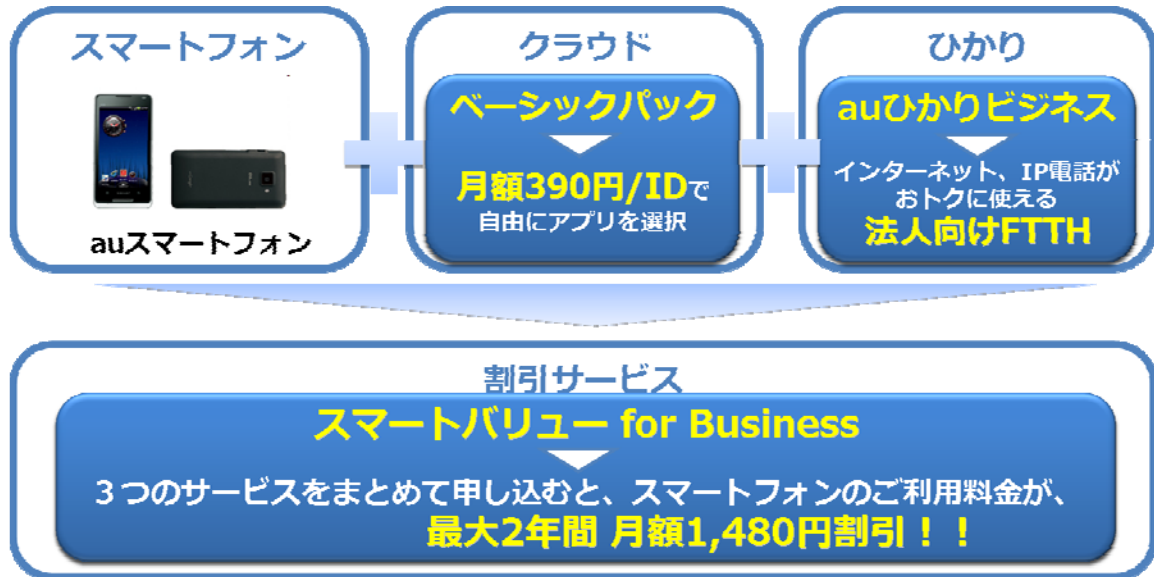 スマートフォン
auスマートフォン
クラウド
ベーシックパック
月額390円/IDで
自由にアプリを選択
ひかり
auひかりビジネス
インターネット、IP電話が
おトクに使える
法人向けFTTH
割引サービス
スマートバリュー for Business
３つのサービスをまとめて申し込むと、スマートフォンのご利用料金が、
最大2年間 月額1,480円割引！！